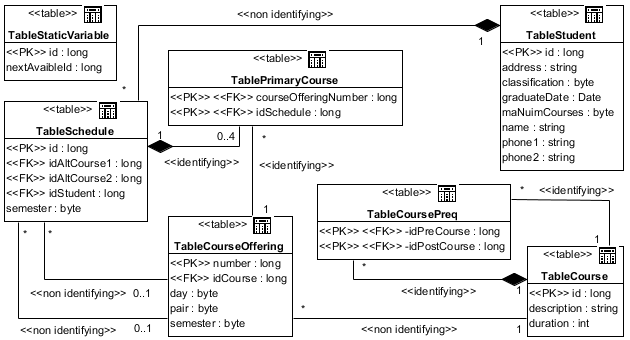 <<table>>
TableStaticVariable
<<PK>> id : long
nextAvaibleId : long
<<non identifying>>
1
*
<<table>>
TableStudent
<<PK>> id : long
address : string
classification : byte
graduateDate : Date
maNuimCourses : byte
name : string
phone1 : string
phone2 : string
<<table>>
TablePrimaryCourse
<<PK>> <<FK>> courseOfferingNumber : long
<<PK>> <<FK>> idSchedule : long
<<table>>
TableSchedule
<<PK>> id : long
<<FK>> idAltCourse1 : long
<<FK>> idAltCourse2 : long
<<FK>> idStudent : long
semester : byte
1
0..4
<<identifying>>
*
<<identifying>>
1
<<table>>
TableCoursePreq
<<PK>> <<FK>> -idPreCourse : long
<<PK>> <<FK>> -idPostCourse : long
*
<<identifying>>
1
<<table>>
TableCourseOffering
<<PK>> number : long
<<FK>> idCourse : long
day : byte
pair : byte
semester : byte
*
*
<<non identifying>>
0..1
<<non identifying>>
0..1
*
<<identifying>>
1
<<table>>
TableCourse
<<PK>> id : long
description : string
duration : int
*
<<non identifying>>
1